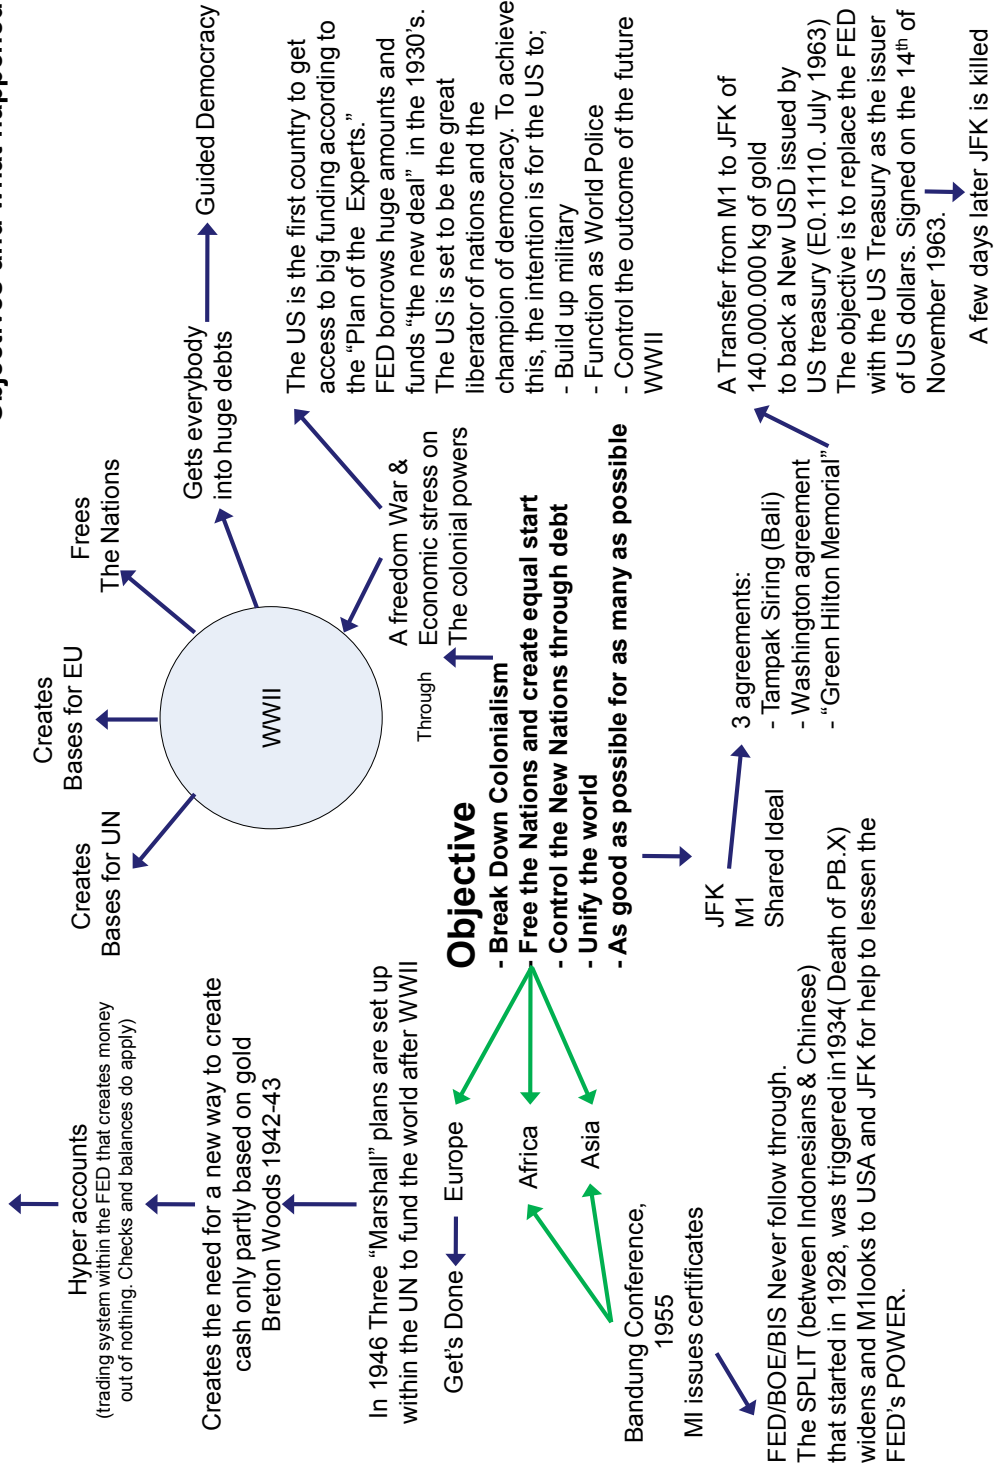 Objectives and what happened
Hyper accounts
(trading system within the FED that creates money
out of nothing. Checks and balances do apply)
Creates the need for a new way to create
cash only partly based on gold
Breton Woods 1942-43
In 1946 Three “Marshall” plans are set up
within the UN to fund the world after WWII
Get's Done
Europe
Africa
Asia
Bandung Conference,
1955
MI issues certificates
FED/BOE/BIS Never follow through.
The SPLIT (between Indonesians & Chinese)
that started in 1928, was triggered in1934( Death of PB.X)
widens and M1looks to USA and JFK for help to lessen the
FED's POWER.
Creates
Bases for UN
Creates
Bases for EU
Frees
The Nations
Gets everybody
into huge debts
Guided Democracy
WWII
Through
A freedom War &
Economic stress on
The colonial powers
Objective
- Break Down Colonialism
- Free the Nations and create equal start
- Control the New Nations through debt
- Unify the world
- As good as possible for as many as possible
The US is the first country to get
access to big funding according to
the “Plan of the Experts.”
FED borrows huge amounts and
funds “the new deal” in the 1930's.
The US is set to be the great
liberator of nations and the
champion of democracy. To achieve
this, the intention is for the US to;
- Build up military
- Function as World Police
- Control the outcome of the future
WWII
JFK
M1
Shared Ideal
3 agreements:
- Tampak Siring (Bali)
- Washington agreement
- “Green Hilton Memorial”
A Transfer from M1 to JFK of
140.000.000 kg of gold
to back a New USD issued by
US treasury (E0.11110. July 1963)
The objective is to replace the FED
with the US Treasury as the issuer
of US dollars. Signed on the 14th of
November 1963.
A few days later JFK is killed